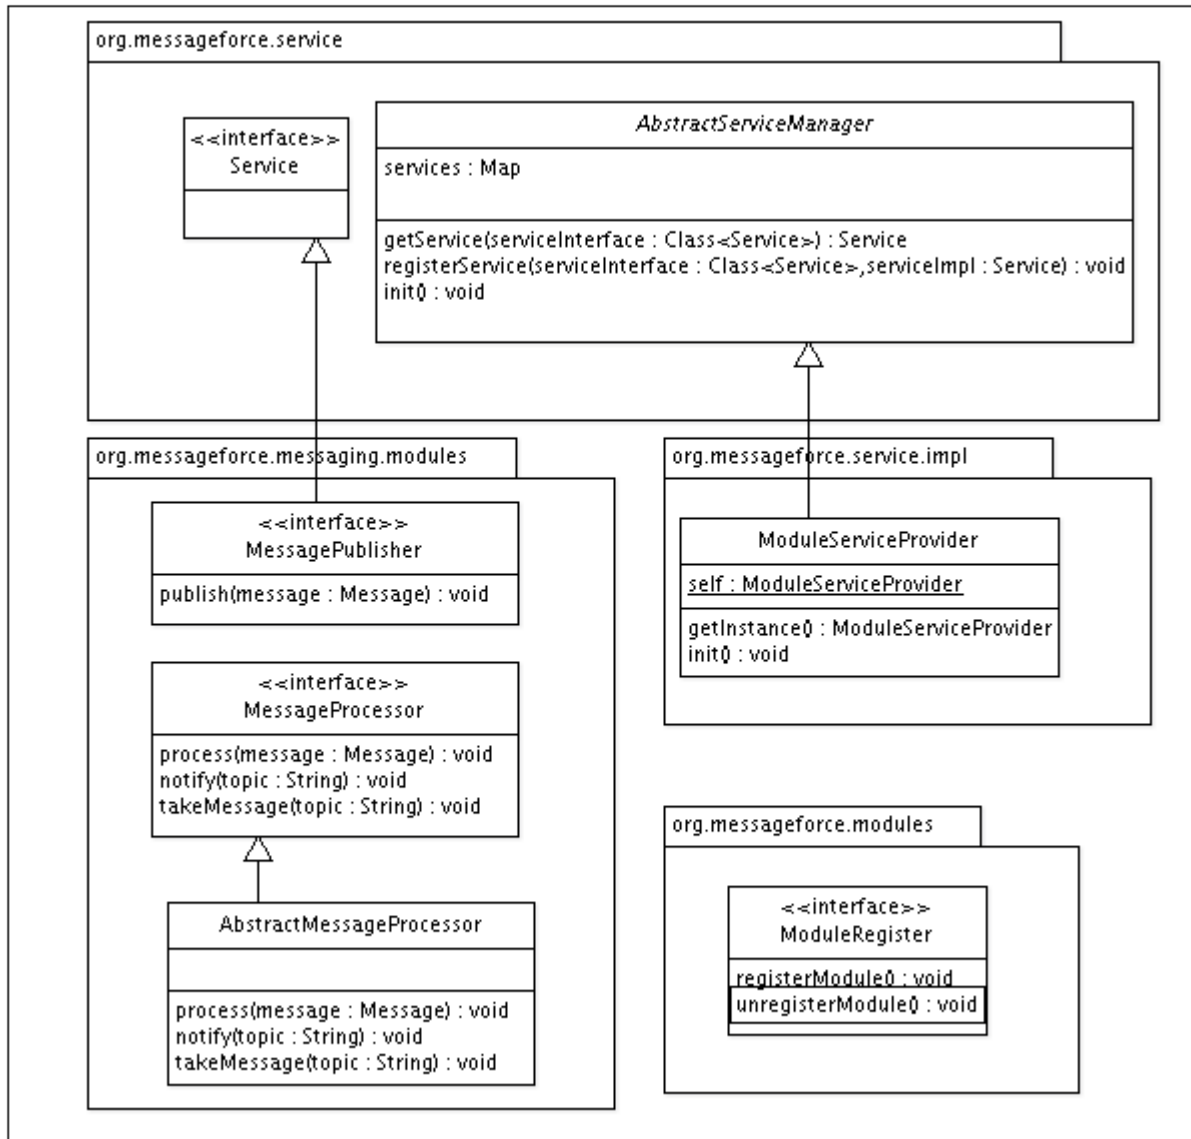 org.messageforce.service
<<interface>>
Service
AbstractServiceManager
services : Map
getService(serviceInterface : Class<Service>) : Service
registerService(serviceInterface : Class<Service>,serviceImpl : Service) : void
init() : void
org.messageforce.messaging.modules
<<interface>>
MessagePublisher
publish(message : Message) : void
<<interface>>
MessageProcessor
process(message : Message) : void
notify(topic : String) : void
takeMessage(topic : String) : void
AbstractMessageProcessor
process(message : Message) : void
notify(topic : String) : void
takeMessage(topic : String) : void
org.messageforce.service.impl
ModuleServiceProvider
self : ModuleServiceProvider
getInstance() : ModuleServiceProvider
init() : void
org.messageforce.modules
<<interface>>
ModuleRegister
registerModule() : void
unregisterModule() : void